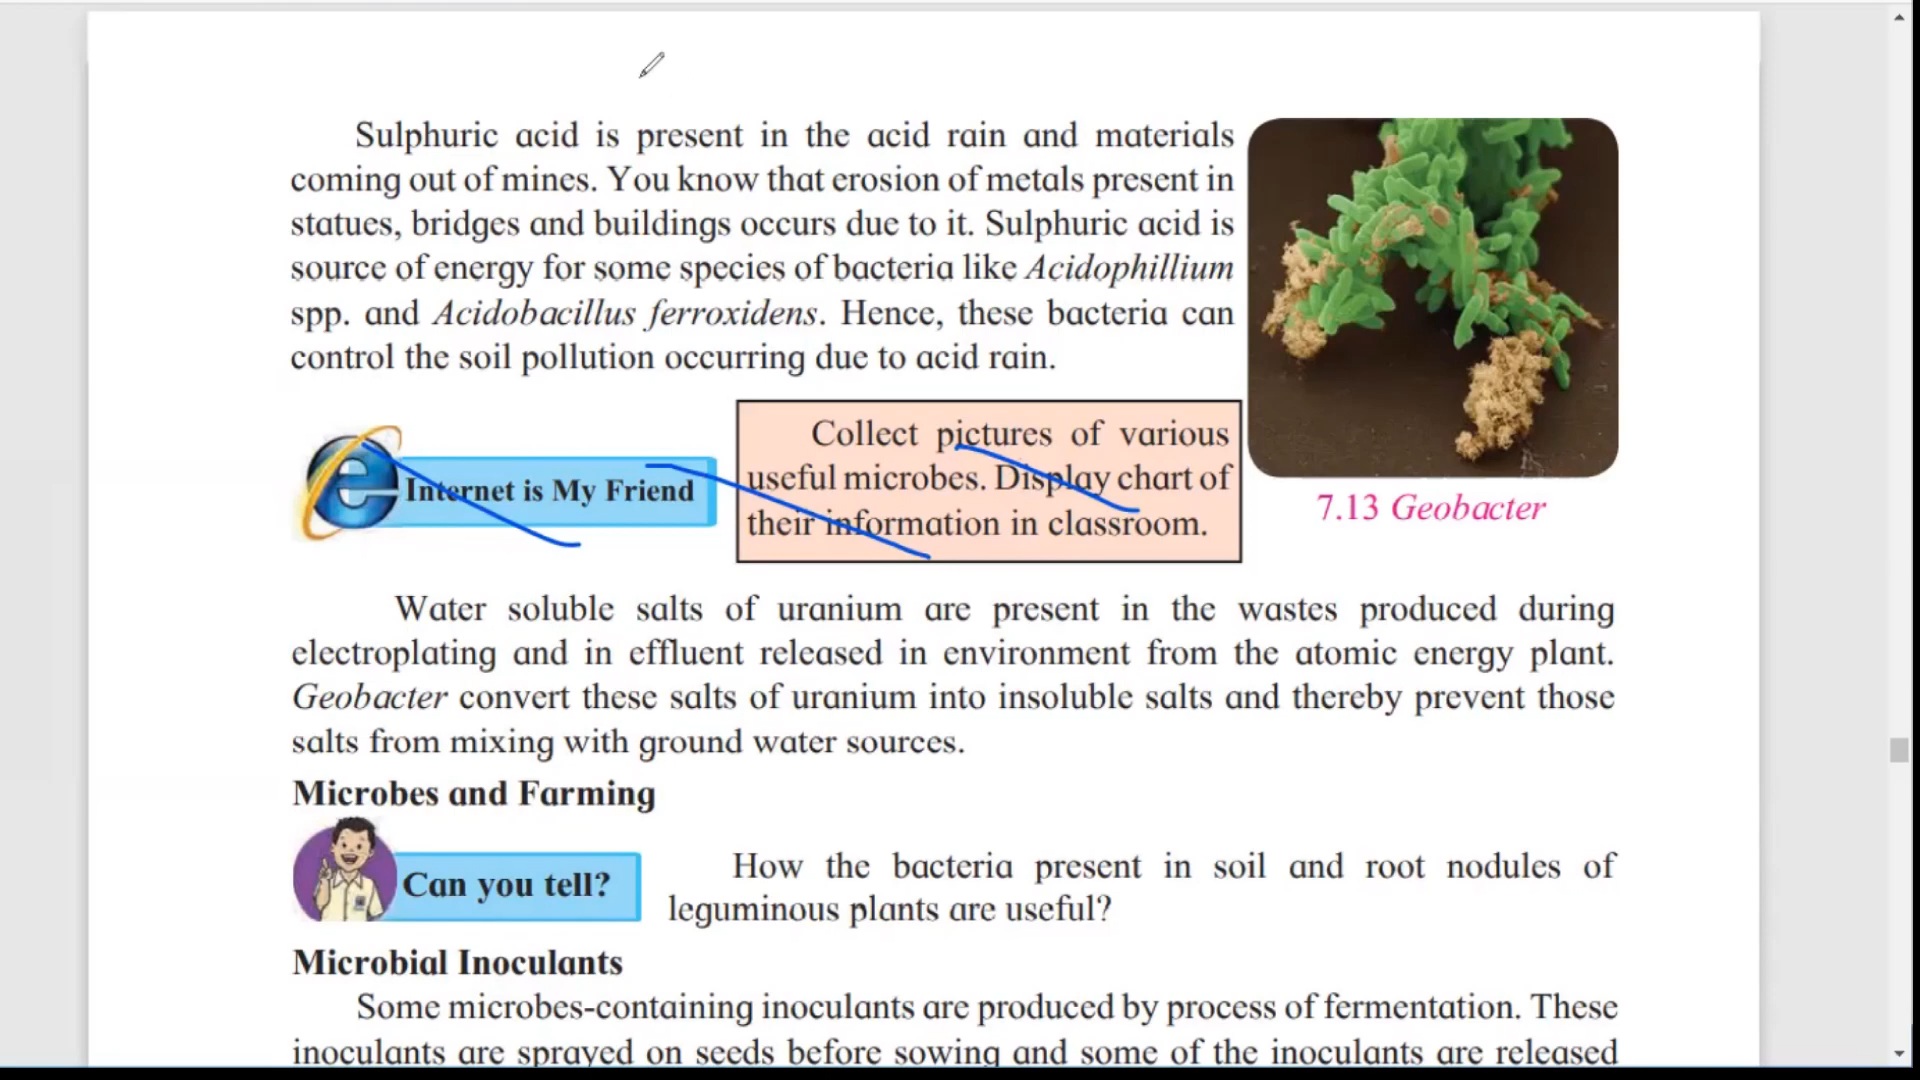 Sulphuric acid is present in the acid rain and materials
coming out of mines. You know that erosion of metals present in
statues, bridges and buildings occurs due to it. Sulphuric acid is
source of energy for some species of bacteria like Acidophillium
spp. and Acidobacillus ferroxidens. Hence, these bacteria can
control the soil pollution occurring due to acid rain.
Internet is My Friend
Collect pictures of various
useful microbes. Display chart of
their information in classroom.
7.13 Geobacter
Water soluble salts of uranium are present in the wastes produced during
electroplating and in effluent released in environment from the atomic energy plant.
Geobacter convert these salts of uranium into insoluble salts and thereby prevent those
salts from mixing with ground water sources.
Microbes and Farming
Can you tell?
How the bacteria present in soil and root nodules of
leguminous plants are useful?
Microbial Inoculants
Some microbes-containing inoculants are produced by process of fermentation. These
inoculants are sprayed on seeds before sowing and some of the inoculants are released